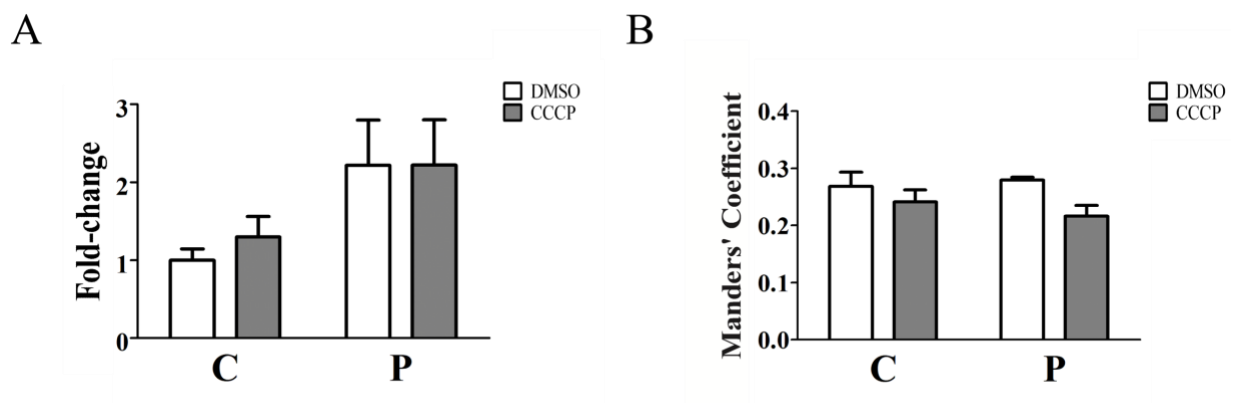 A
Fold-change
3
2
1
0
C
P
DMSO
CCCP
B
Manders' Coefficient
0.4
0.3
0.2
0.1
0.0
C
P
DMSO
CCCP